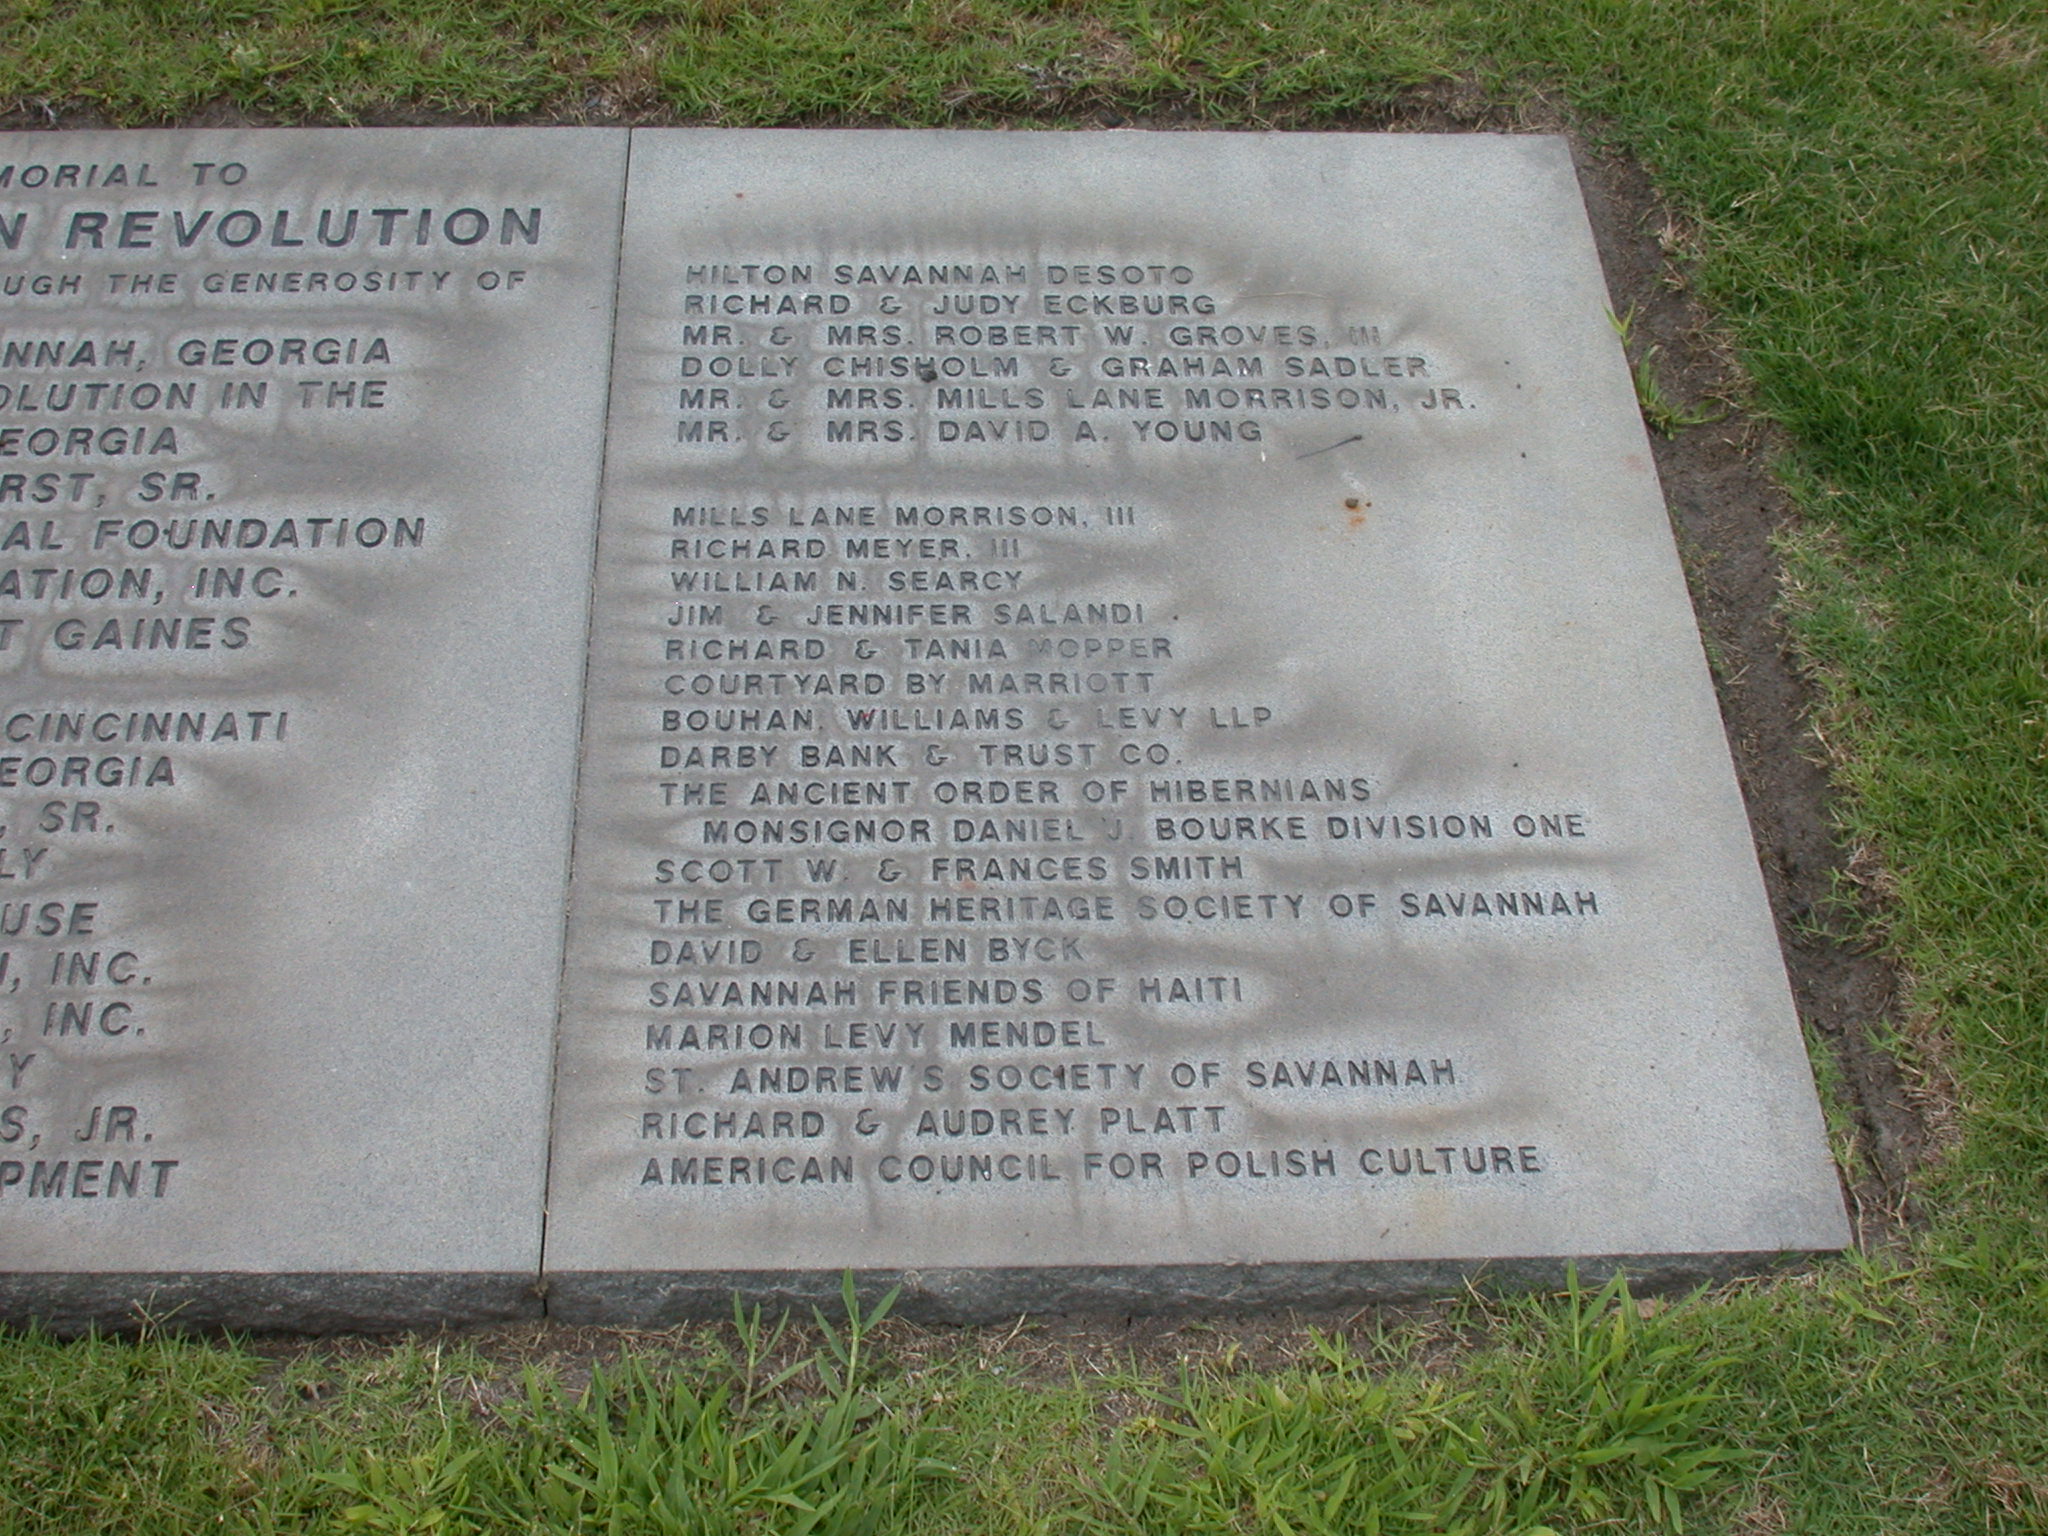 MORIAL TO
N REVOLUTION
UGH THE GENEROSITY OF
NNAH, GEORGIA
OLUTION IN THE
EORGIA
RST, SR.
AL FOUNDATION
ATION, INC.
T GAINES
CINCINNATI
EORGIA
, SR.
LY
USE
, INC.
, INC.
Y
S, JR.
PMENT
HILTON SAVANNAH DESOTO
RICHARD & JUDY ECKBURG
MR. & MRS. ROBERT W. GROVES, III
DOLLY CHISHOLM & GRAHAM SADLER
MR. & MRS. MILLS LANE MORRISON, JR.
MR. & MRS. DAVID A. YOUNG
MILLS LANE MORRISON, III
RICHARD MEYER, III
WILLIAM N. SEARCY
JIM & JENNIFER SALANDI
RICHARD & TANIA MOPPER
COURTYARD BY MARRIOTT
BOUHAN, WILLIAMS & LEVY LLP
DARBY BANK & TRUST CO.
THE ANCIENT ORDER OF HIBERNIANS
MONSIGNOR DANIEL J. BOURKE DIVISION ONE
SCOTT W. & FRANCES SMITH
THE GERMAN HERITAGE SOCIETY OF SAVANNAH
DAVID & ELLEN BYCK
SAVANNAH FRIENDS OF HAITI
MARION LEVY MENDEL
ST. ANDREW'S SOCIETY OF SAVANNAH
RICHARD & AUDREY PLATT
AMERICAN COUNCIL FOR POLISH CULTURE